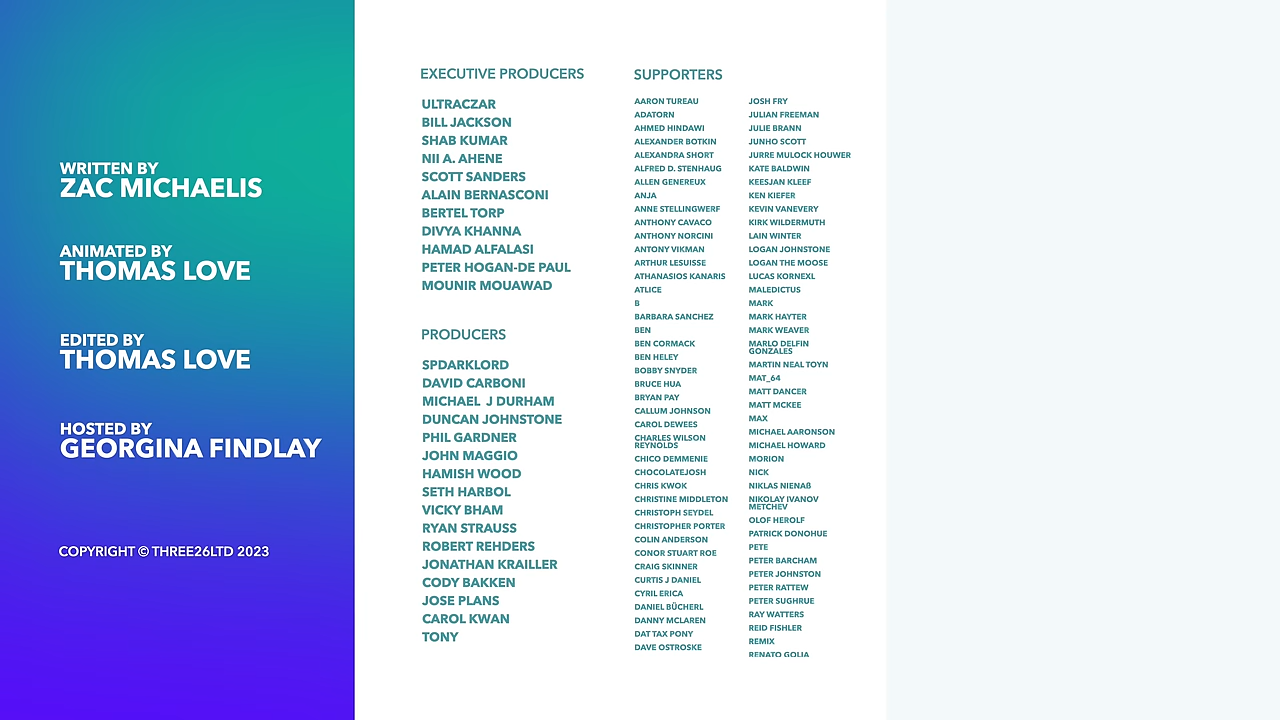 WRITTEN BY
ZAC MICHAELIS
ANIMATED BY
THOMAS LOVE
EDITED BY
THOMAS LOVE
HOSTED BY
GEORGINA FINDLAY
COPYRIGHT © THREE26LTD 2023
EXECUTIVE PRODUCERS
ULTRACZAR
BILL JACKSON
SHAB KUMAR
NII A. AHENE
SCOTT SANDERS
ALAIN BERNASCONI
BERTEL TORP
DIVYA KHANNA
HAMAD ALFALASI
PETER HOGAN-DE PAUL
MOUNIR MOUAWAD
PRODUCERS
SPDARKLORD
DAVID CARBONI
MICHAEL J DURHAM
DUNCAN JOHNSTONE
PHIL GARDNER
JOHN MAGGIO
HAMISH WOOD
SETH HARBOL
VICKY BHAM
RYAN STRAUSS
ROBERT REHDERS
JONATHAN KRAILLER
CODY BAKKEN
JOSE PLANS
CAROL KWAN
TONY
SUPPORTERS
AARON TUREAU
ADATORN
AHMED HINDAWI
ALEXANDER BOTKIN
ALEXANDRA SHORT
ALFRED D. STENHAUG
ALLEN GENEREUX
ANJA
ANNE STELLINGWERF
ANTHONY CAVACO
ANTHONY NORCINI
ANTONY VIKMAN
ARTHUR LESUISSE
ATHANASIOS KANARIS
ATLICE
B
BARBARA SANCHEZ
BEN
BEN CORMACK
BEN HELEY
BOBBY SNYDER
BRUCE HUA
BRYAN PAY
CALLUM JOHNSON
CAROL DEWEES
CHARLES WILSON
REYNOLDS
CHICO DEMMENIE
CHOCOLATEJOSH
CHRIS KWOK
CHRISTINE MIDDLETON
CHRISTOPH SEYDEL
CHRISTOPHER PORTER
COLIN ANDERSON
CONOR STUART ROE
CRAIG SKINNER
CURTIS J DANIEL
CYRIL ERICA
DANIEL BÜCHERL
DANNY MCLAREN
DAT TAX PONY
DAVE OSTROSKE
JOSH FRY
JULIAN FREEMAN
JULIE BRANN
JUNHO SCOTT
JURRE MULOCK HOUWER
KATE BALDWIN
KEESJAN KLEEF
KEN KIEFER
KEVIN VANEVERY
KIRK WILDERMUTH
LAIN WINTER
LOGAN JOHNSTONE
LOGAN THE MOOSE
LUCAS KORNEXL
MALEDICTUS
MARK
MARK HAYTER
MARK WEAVER
MARLO DELFIN
GONZALES
MARTIN NEAL TOYN
MAT_64
MATT DANCER
MATT MCKEE
MAX
MICHAEL AARONSON
MICHAEL HOWARD
MORION
NICK
NIKLAS NIENAß
NIKOLAY IVANOV
METCHEV
OLOF HEROLF
PATRICK DONOHUE
PETE
PETER BARCHAM
PETER JOHNSTON
PETER RATTEW
PETER SUGHRUE
RAY WATTERS
REID FISHLER
REMIX
RENATO GOLIA